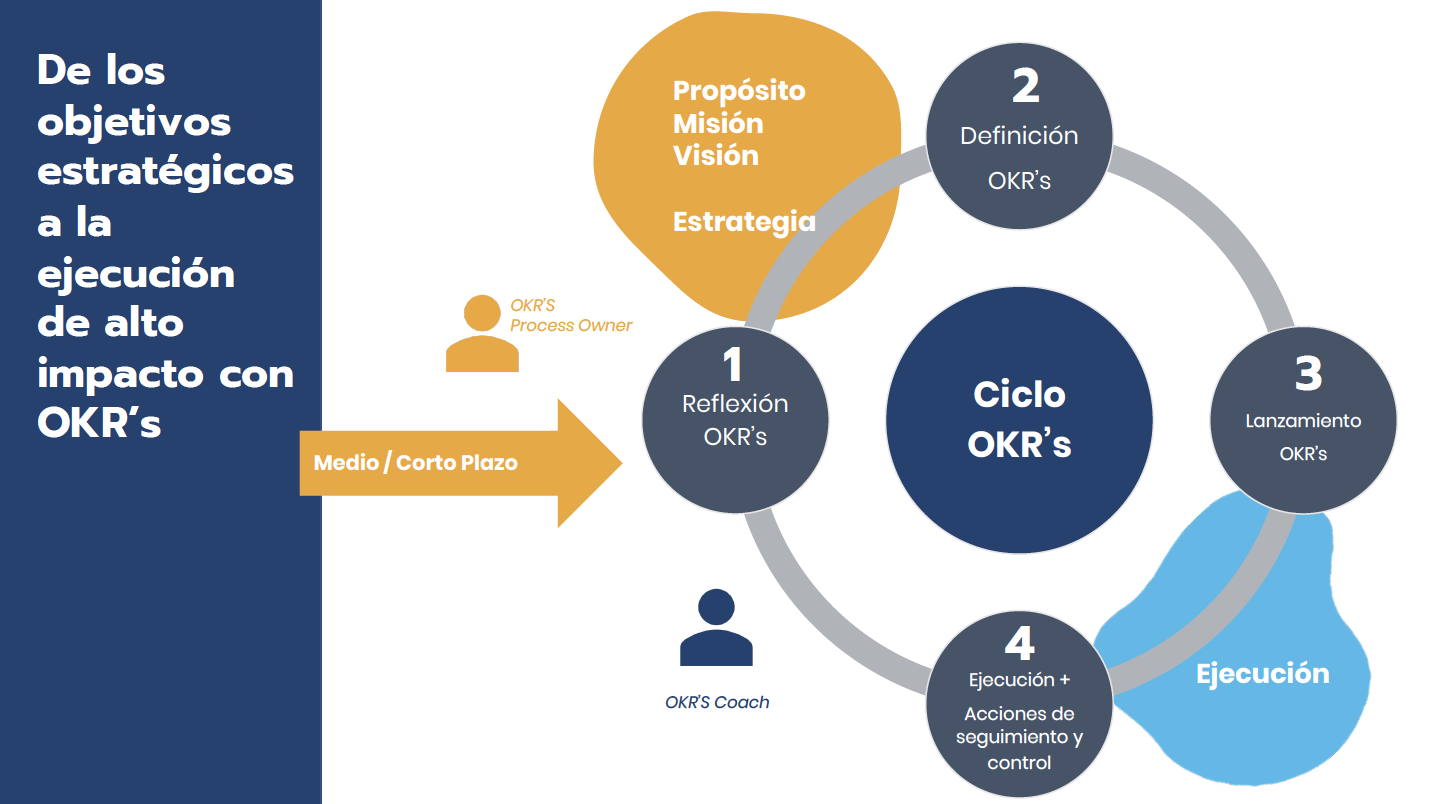 De los
objetivos
estratégicos
a la
ejecución
de alto
impacto con
OKR’s
Propósito
Misión
Visión
Estrategia
OKR’S
Process Owner
Medio / Corto Plazo
1
Reflexión
OKR’s
2
Definición
OKR’s
Ciclo
OKR’s
3
Lanzamiento
OKR’s
4
Ejecución +
Acciones de
seguimiento y
control
Ejecución
OKR’S Coach